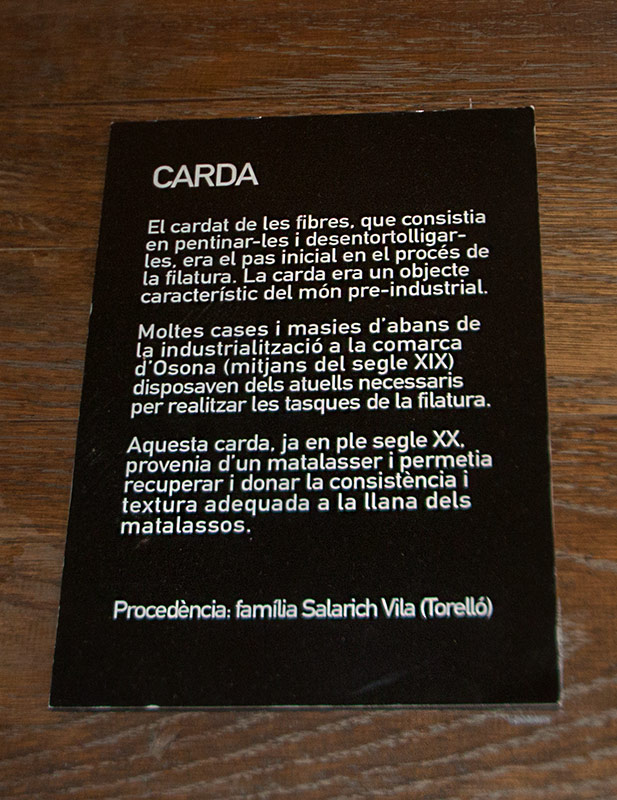 CARDA
El cardat de les fibres, que consistia
en pentinar-les i desentortolligar-
les, era el pas inicial en el procés de
la filatura. La carda era un objecte
característic del món pre-industrial.
Moltes cases i masies d'abans de
la industrialització a la comarca
d'Osona (mitjans del segle XIX)
disposaven dels atuells necessaris
per realitzar les tasques de la filatura.
Aquesta carda, ja en ple segle XX,
provenia d'un matalasser i permetia
recuperar i donar la consistència i
textura adequada a la llana dels
matalassos.
Procedència: família Salarich Vila (Torelló)